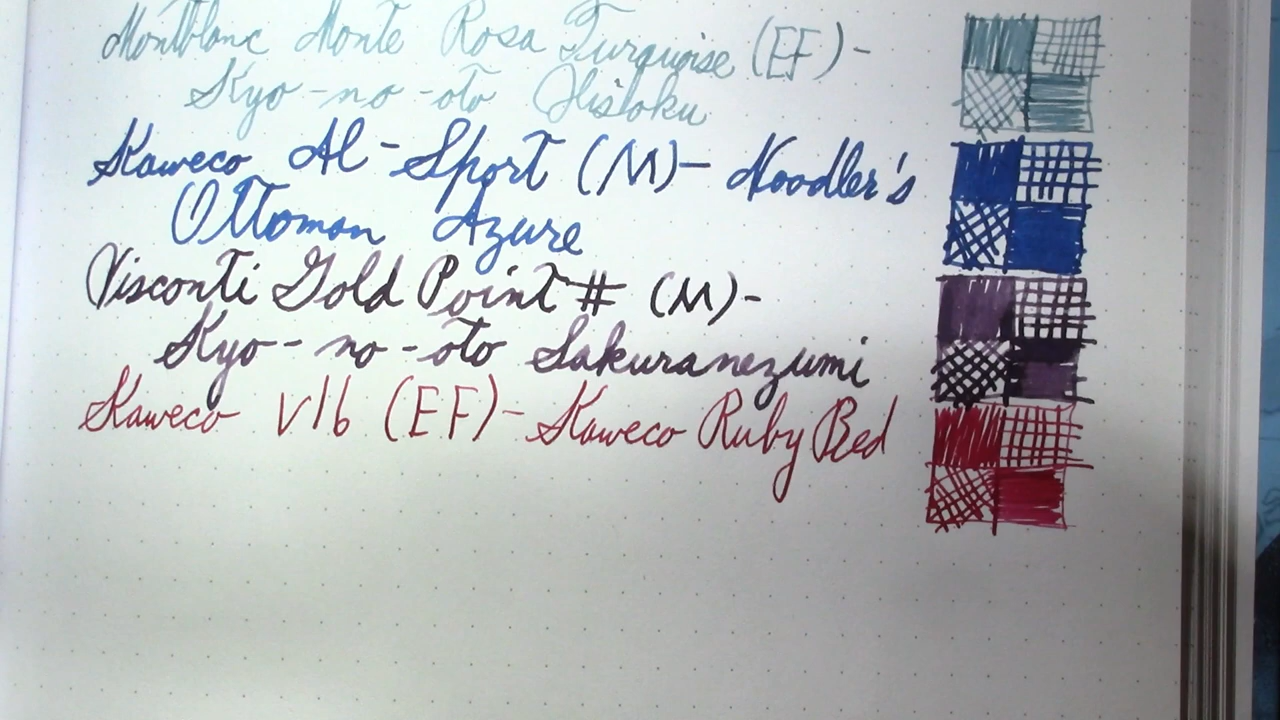 Montblanc Monte Rosa Turquoise (EF) -
Kyo-no-oto Hisoku
Kaweco Al-Sport (M) - Noodler's
Ottoman Azure
Visconti Gold Point # (M) -
Kyo-no-oto Sakuranezumi
Kaweco V16 (EF) - Kaweco Ruby Red